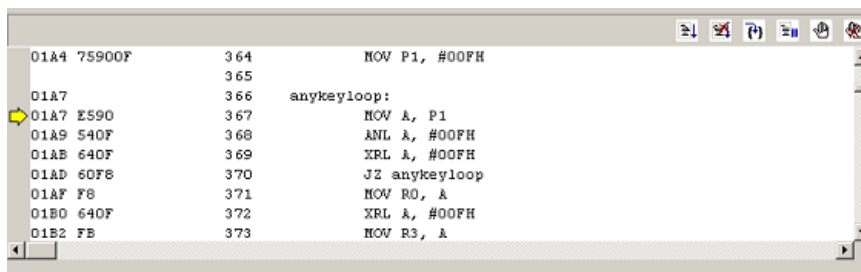 01A4 75900F 364 MOV P1, #00FH
365
01A7 366 anykeyloop:
01A7 E590 367 MOV A, P1
01A9 540F 368 ANL A, #00FH
01AB 640F 369 XRL A, #00FH
01AD 60F8 370 JZ anykeyloop
01AF F8 371 MOV R0, A
01B0 640F 372 XRL A, #00FH
01B2 FB 373 MOV R3, A